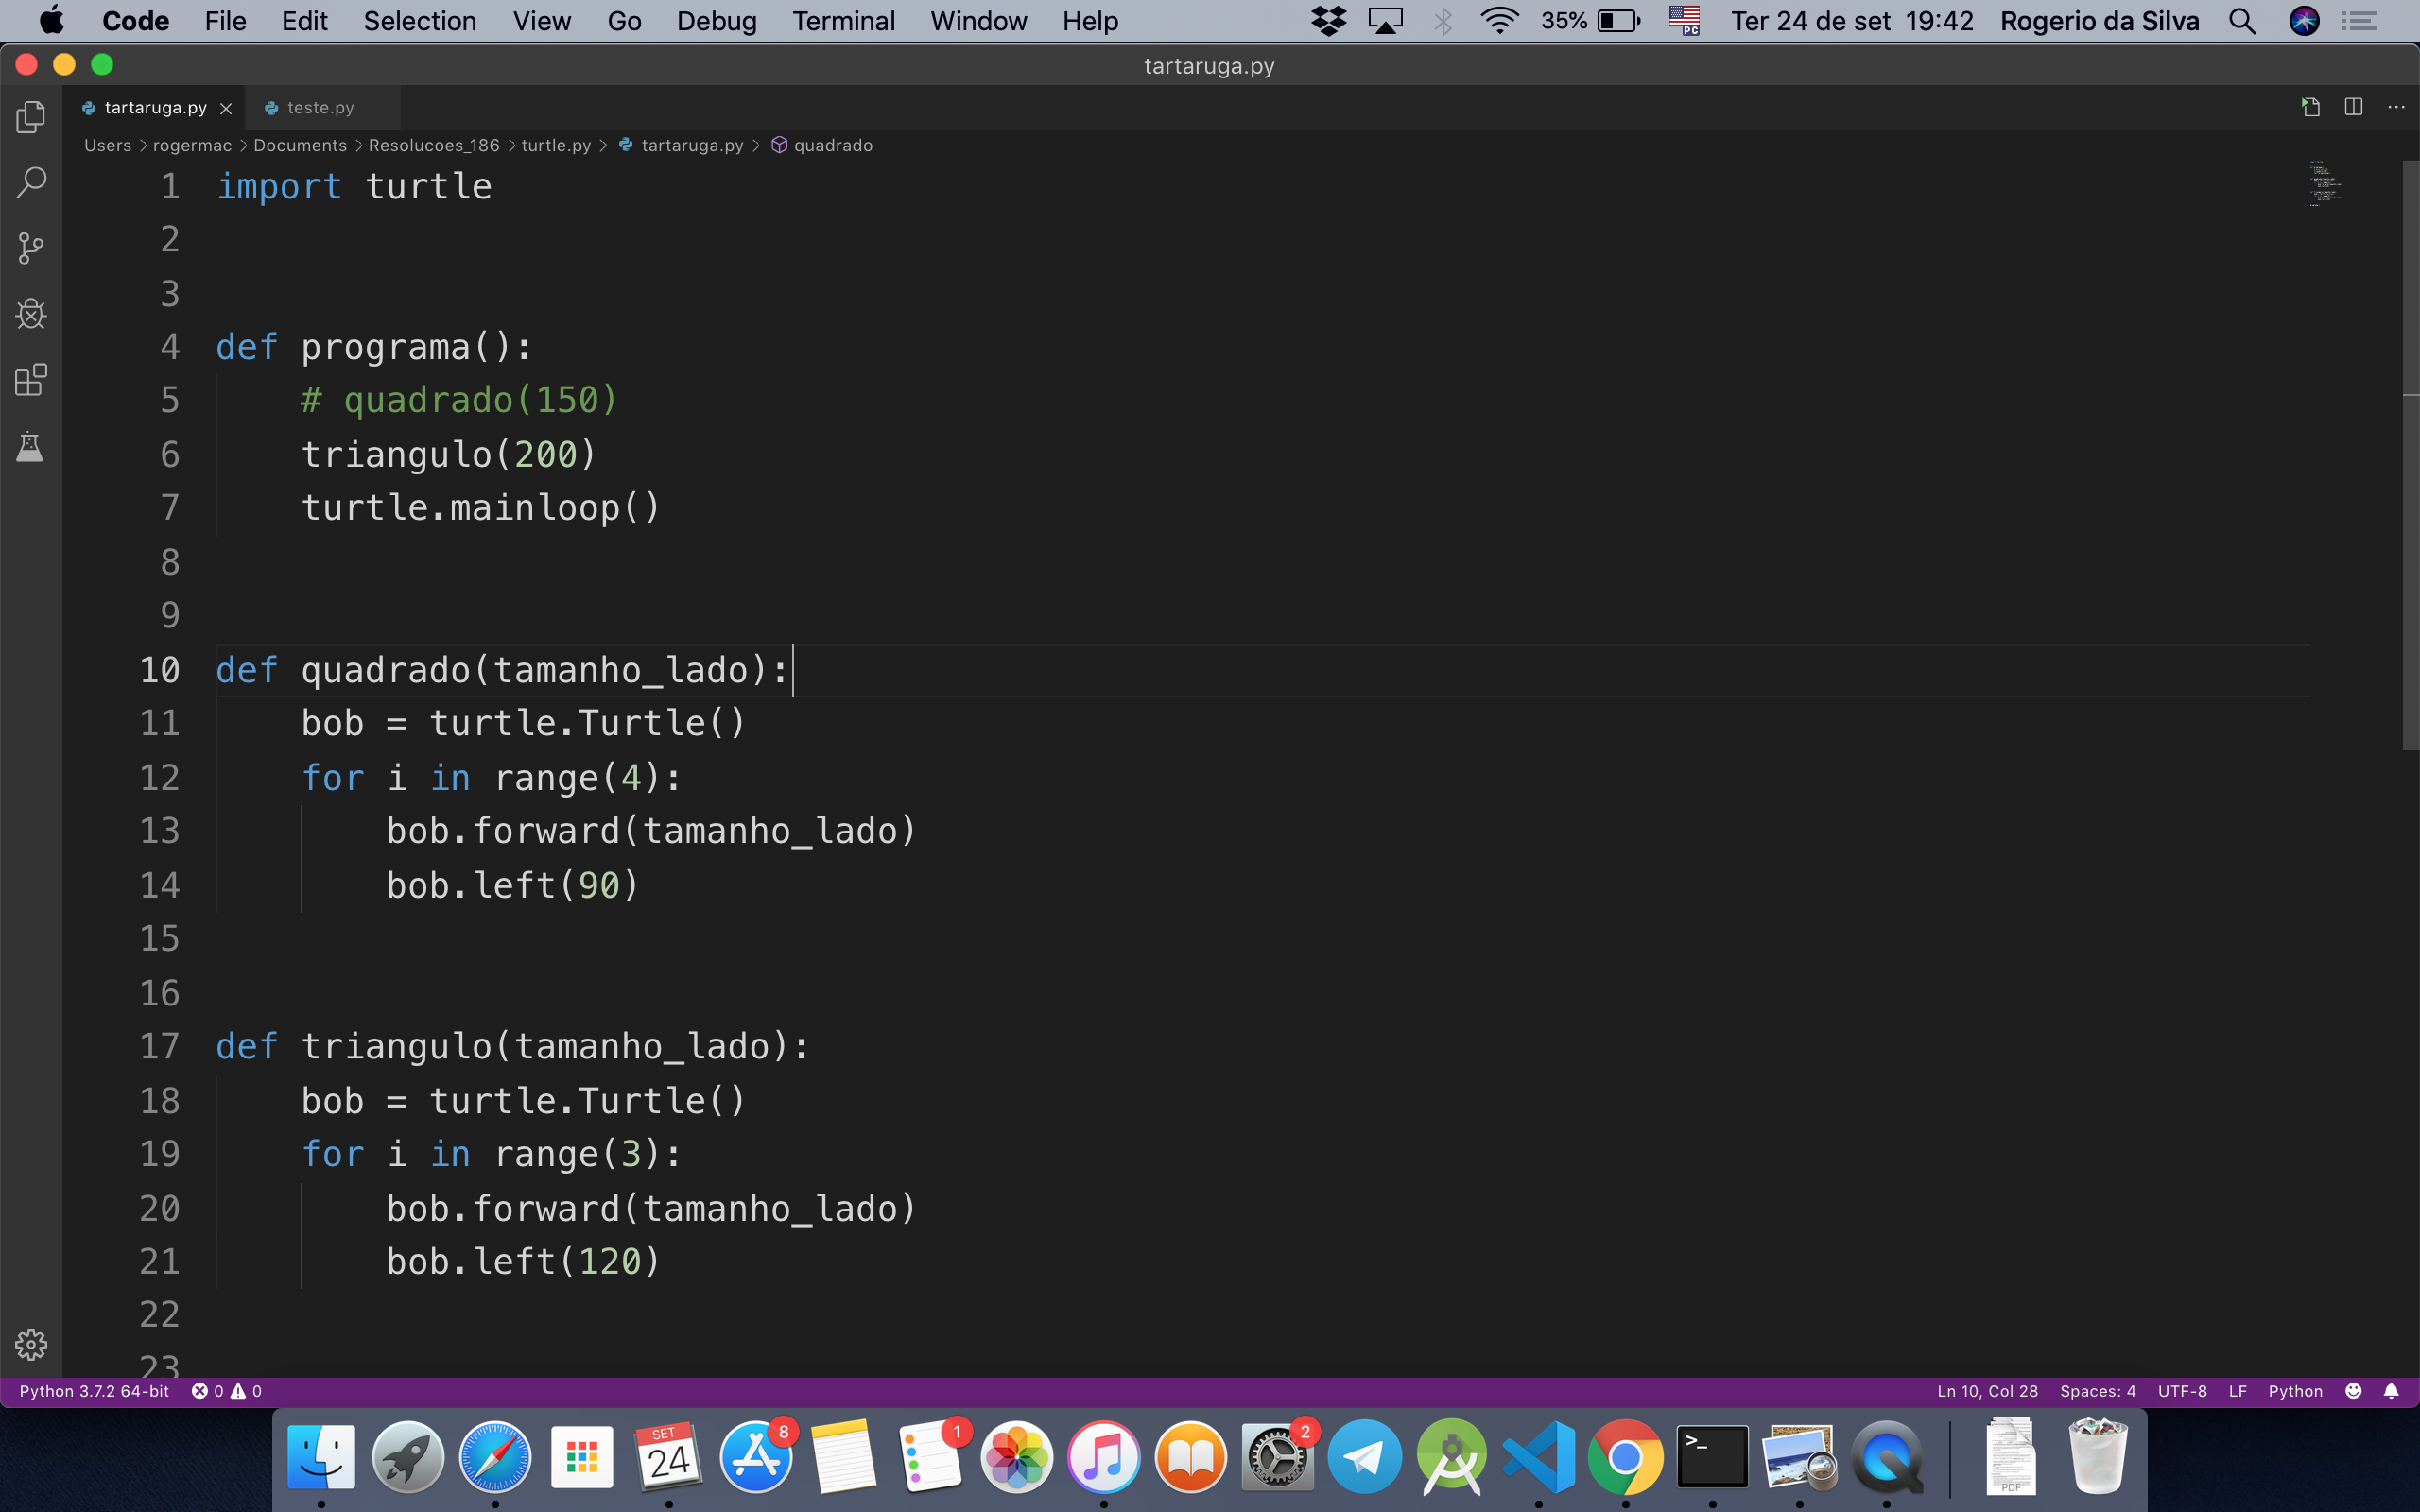 Code File Edit Selection View Go Debug Terminal Window Help 35% PC Ter 24 de set 19:42 Rogerio da Silva
tartaruga.py
tartaruga.py teste.py
Users > rogermac > Documents > Resolucoes_186 > turtle.py > tartaruga.py > quadrado
1 import turtle
2
3
4 def programa():
5 # quadrado(150)
6 triangulo(200)
7 turtle.mainloop()
8
9
10 def quadrado(tamanho_lado):
11 bob = turtle.Turtle()
12 for i in range(4):
13 bob.forward(tamanho_lado)
14 bob.left(90)
15
16
17 def triangulo(tamanho_lado):
18 bob = turtle.Turtle()
19 for i in range(3):
20 bob.forward(tamanho_lado)
21 bob.left(120)
22
23
Python 3.7.2 64-bit 0 0 Ln 10, Col 28 Spaces: 4 UTF-8 LF Python
SET
24
8
1
2
>_
PDF